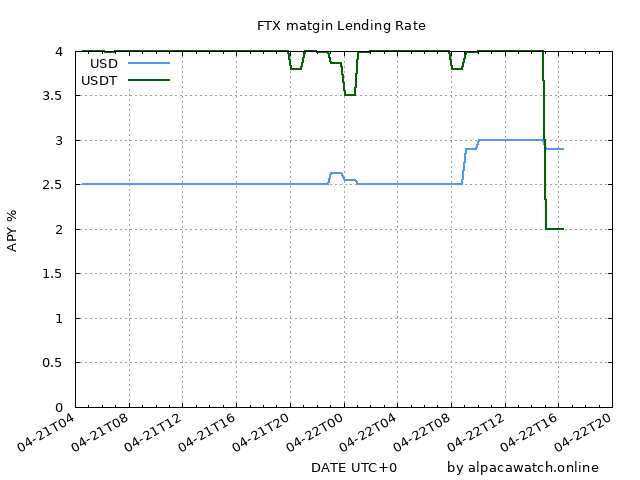 FTX matgin Lending Rate
USD
USDT
4
3.5
3
2.5
2
1.5
1
0.5
0
APY %
04-21T04
04-21T08
04-21T12
04-21T16
04-21T20
04-22T00
04-22T04
04-22T08
04-22T12
04-22T16
04-22T20
DATE UTC+0
by alpacawatch.online